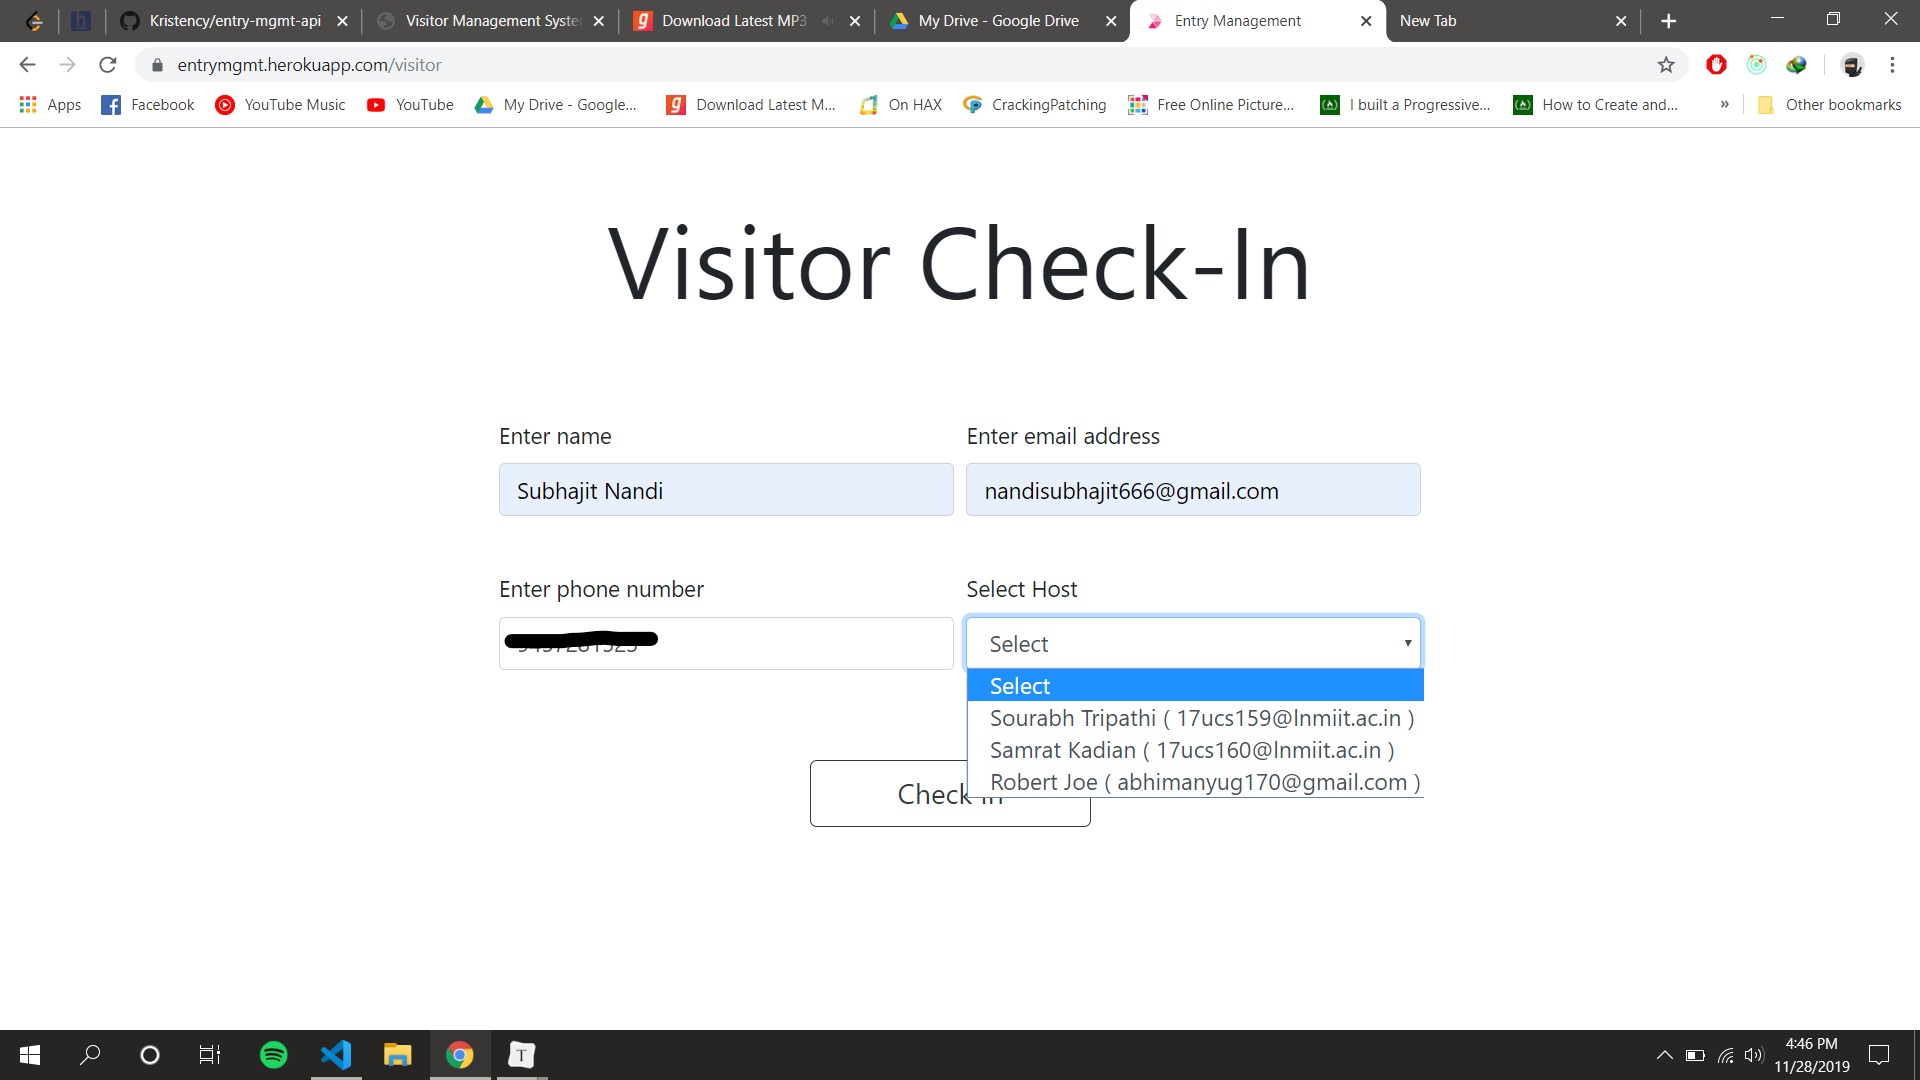 Kristency/entry-mgmt-api
Visitor Management Syste
Download Latest MP3
My Drive - Google Drive
Entry Management
New Tab
entrymgmt.herokuapp.com/visitor
Apps
Facebook
YouTube Music
YouTube
My Drive - Google...
Download Latest M...
On HAX
CrackingPatching
Free Online Picture...
I built a Progressive...
How to Create and...
»
Other bookmarks
Visitor Check-In
Enter name
Enter email address
Subhajit Nandi
nandisubhajit666@gmail.com
Enter phone number
Select Host
Select
Select
Sourabh Tripathi ( 17ucs159@lnmiit.ac.in )
Samrat Kadian ( 17ucs160@lnmiit.ac.in )
Robert Joe ( abhimanyug170@gmail.com )
Check-In
4:46 PM
11/28/2019